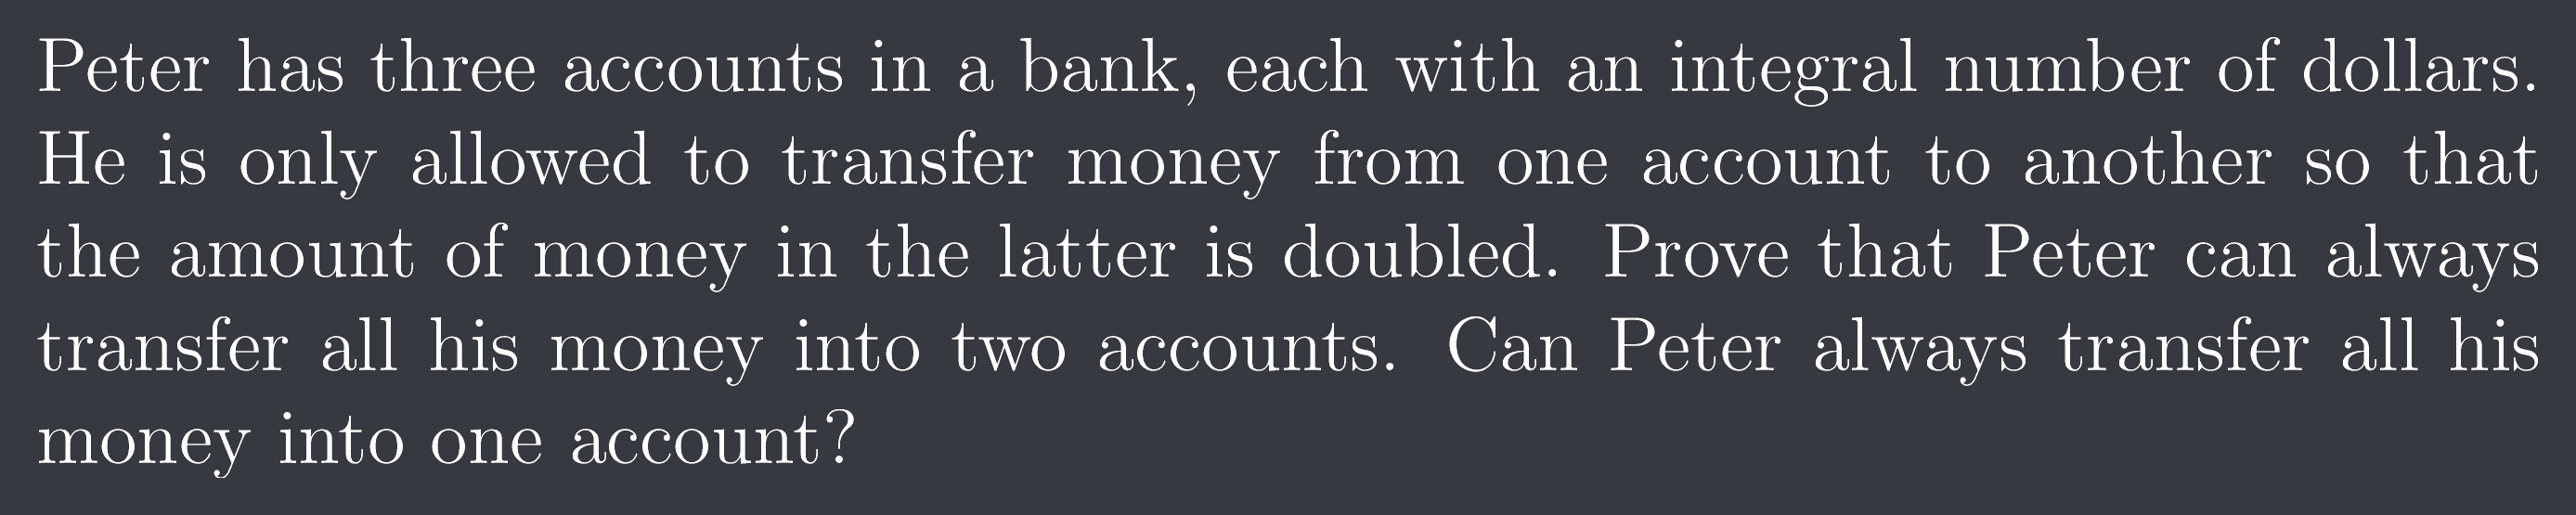 Peter has three accounts in a bank, each with an integral number of dollars.
He is only allowed to transfer money from one account to another so that
the amount of money in the latter is doubled. Prove that Peter can always
transfer all his money into two accounts. Can Peter always transfer all his
money into one account?